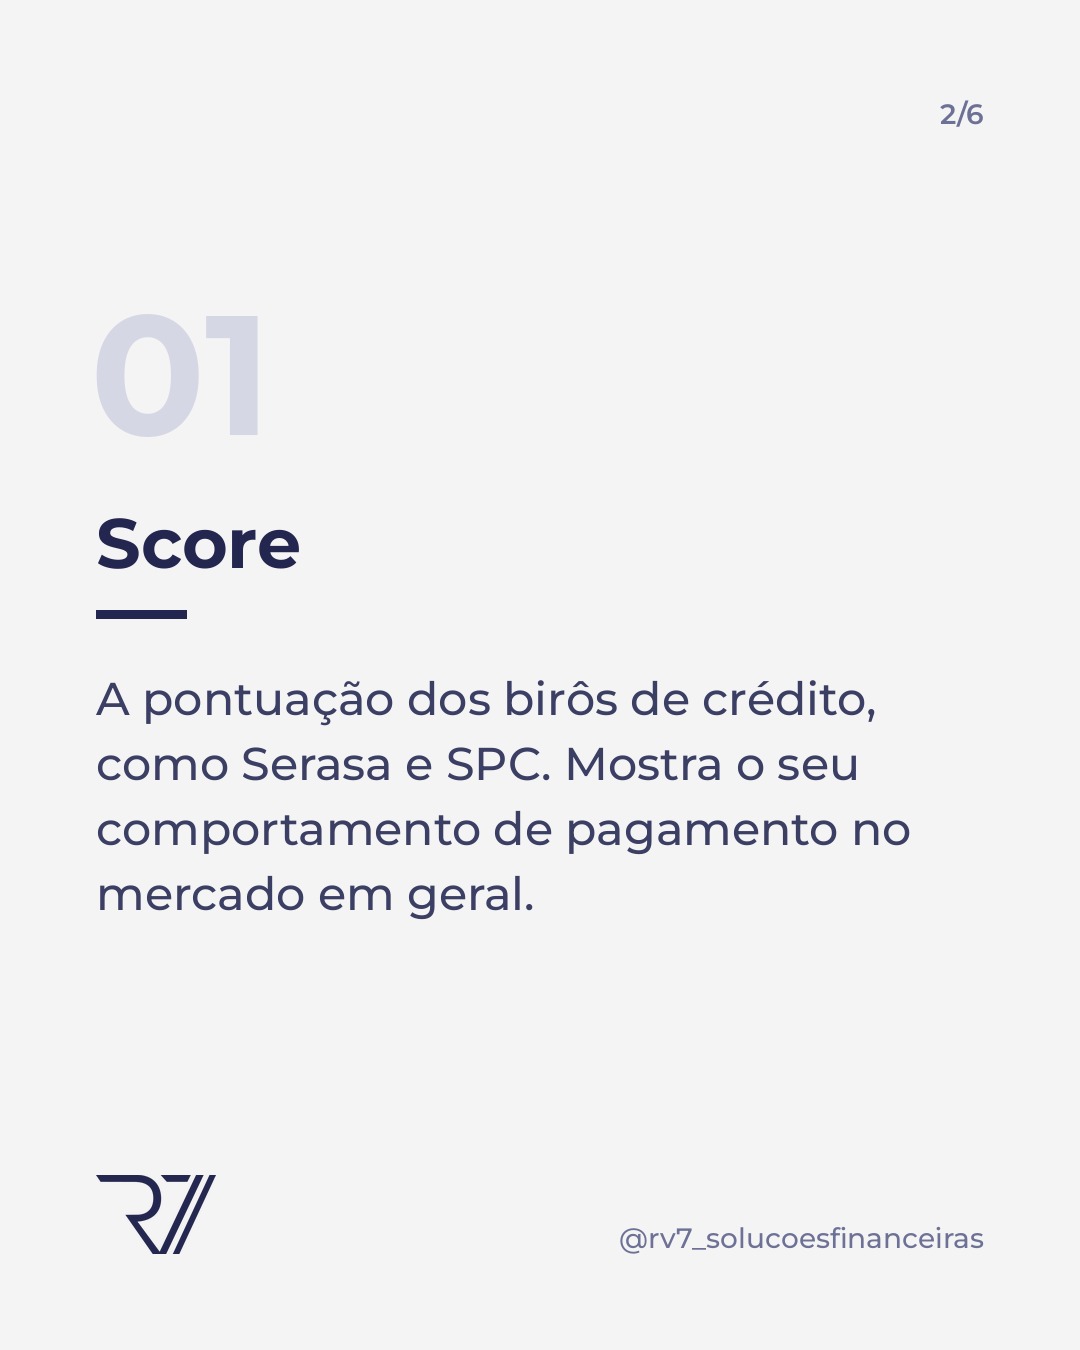 2/6
01
Score
A pontuação dos birôs de crédito,
como Serasa e SPC. Mostra o seu
comportamento de pagamento no
mercado em geral.
R7
@rv7_solucoesfinanceiras